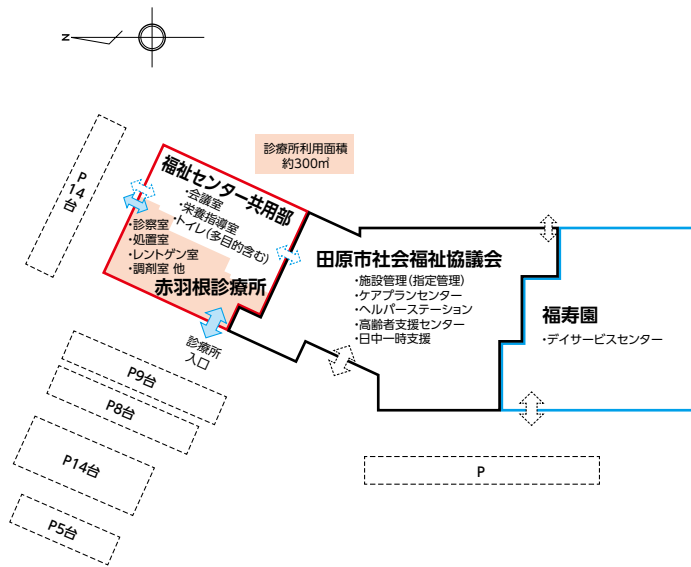 N
診療所利用面積
約300㎡
P
14
台
福祉センター共用部
・会議室
・栄養指導室
・トイレ(多目的含む)
・診察室
・処置室
・レントゲン室
・調剤室 他
赤羽根診療所
診療所
入口
田原市社会福祉協議会
・施設管理(指定管理)
・ケアプランセンター
・ヘルパーステーション
・高齢者支援センター
・日中一時支援
福寿園
・デイサービスセンター
P9台
P8台
P14台
P5台
P